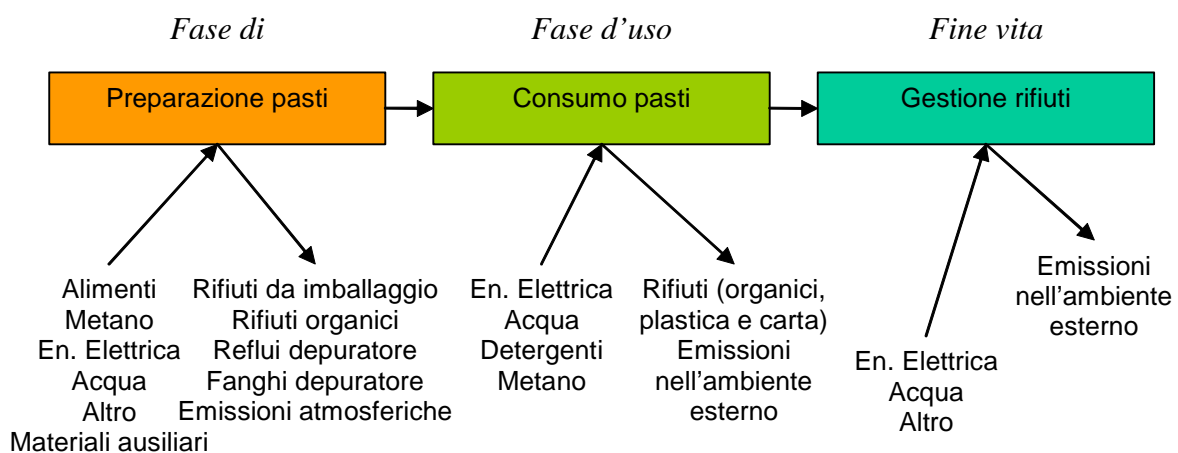 Fase di
Fase d’uso
Fine vita
Preparazione pasti
Consumo pasti
Gestione rifiuti
Alimenti
Metano
En. Elettrica
Acqua
Altro
Materiali ausiliari
Rifiuti da imballaggio
Rifiuti organici
Reflui depuratore
Fanghi depuratore
Emissioni atmosferiche
En. Elettrica
Acqua
Detergenti
Metano
Rifiuti (organici,
plastica e carta)
Emissioni
nell’ambiente
esterno
En. Elettrica
Acqua
Altro
Emissioni
nell’ambiente
esterno